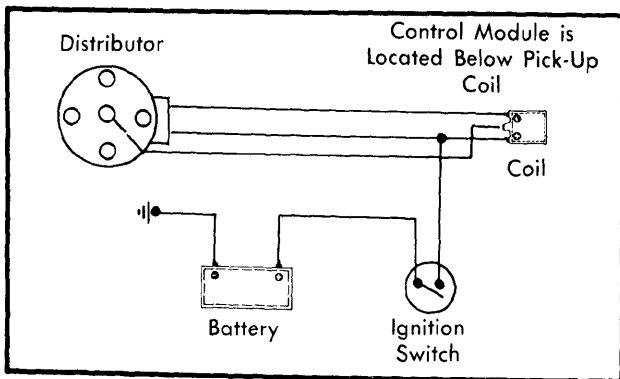 Distributor
Control Module is
Located Below Pick-Up
Coil
Coil
Battery
Ignition
Switch